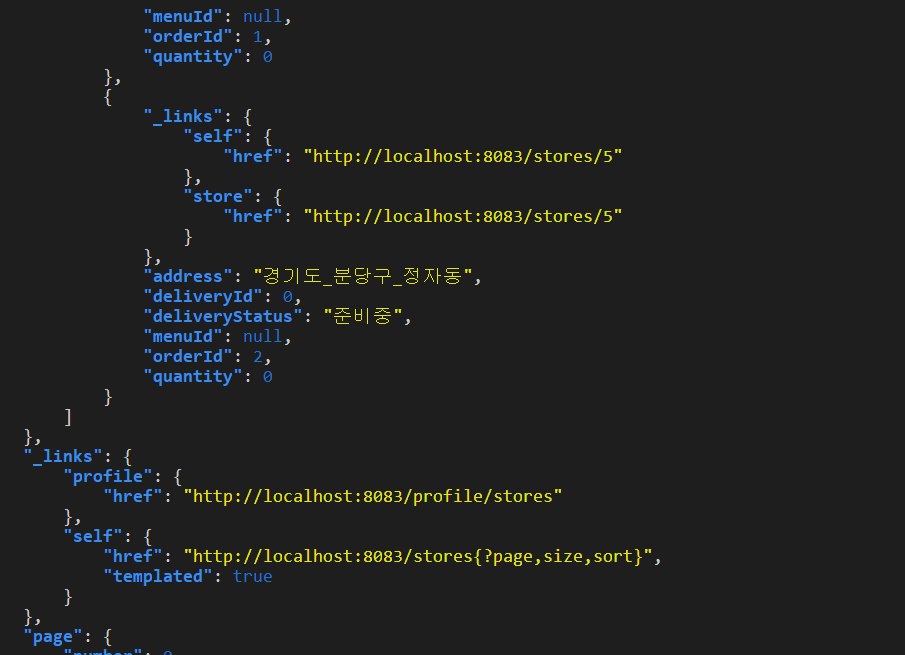 "menuId": null,
"orderId": 1,
"quantity": 0
},
{
"_links": {
"self": {
"href": "http://localhost:8083/stores/5"
},
"store": {
"href": "http://localhost:8083/stores/5"
}
},
"address": "경기도_분당구_정자동",
"deliveryId": 0,
"deliveryStatus": "준비중",
"menuId": null,
"orderId": 2,
"quantity": 0
}
]
},
"_links": {
"profile": {
"href": "http://localhost:8083/profile/stores"
},
"self": {
"href": "http://localhost:8083/stores{?page,size,sort}",
"templated": true
}
},
"page": {
"number": 0